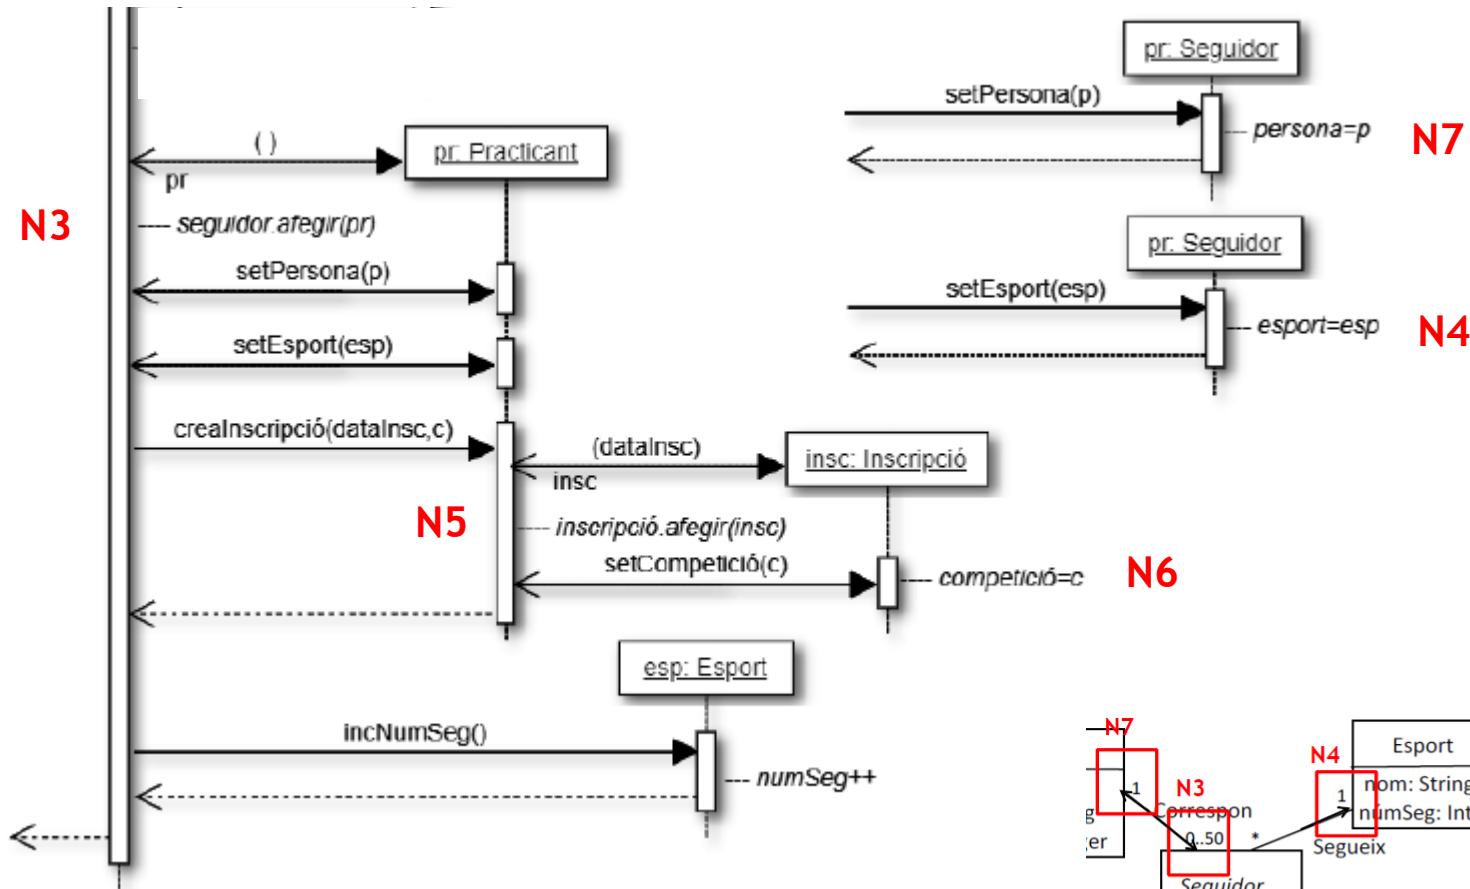 pr: Seguidor
setPersona(p)
persona=p
N7
( )
pr: Practicant
pr
N3
seguidor.afegir(pr)
pr: Seguidor
setPersona(p)
setEsport(esp)
esport=esp
N4
setEsport(esp)
creaInscripció(dataInsc,c)
(dataInsc)
insc: Inscripció
insc
N5
inscripció.afegir(insc)
setCompetició(c)
competició=c
N6
esp: Esport
incNumSeg()
numSeg++
N7
N4
Esport
1
N3
1
nom: String
Correspon
númSeg: Int
g
ger
0..50
*
Segueix
Seguidor